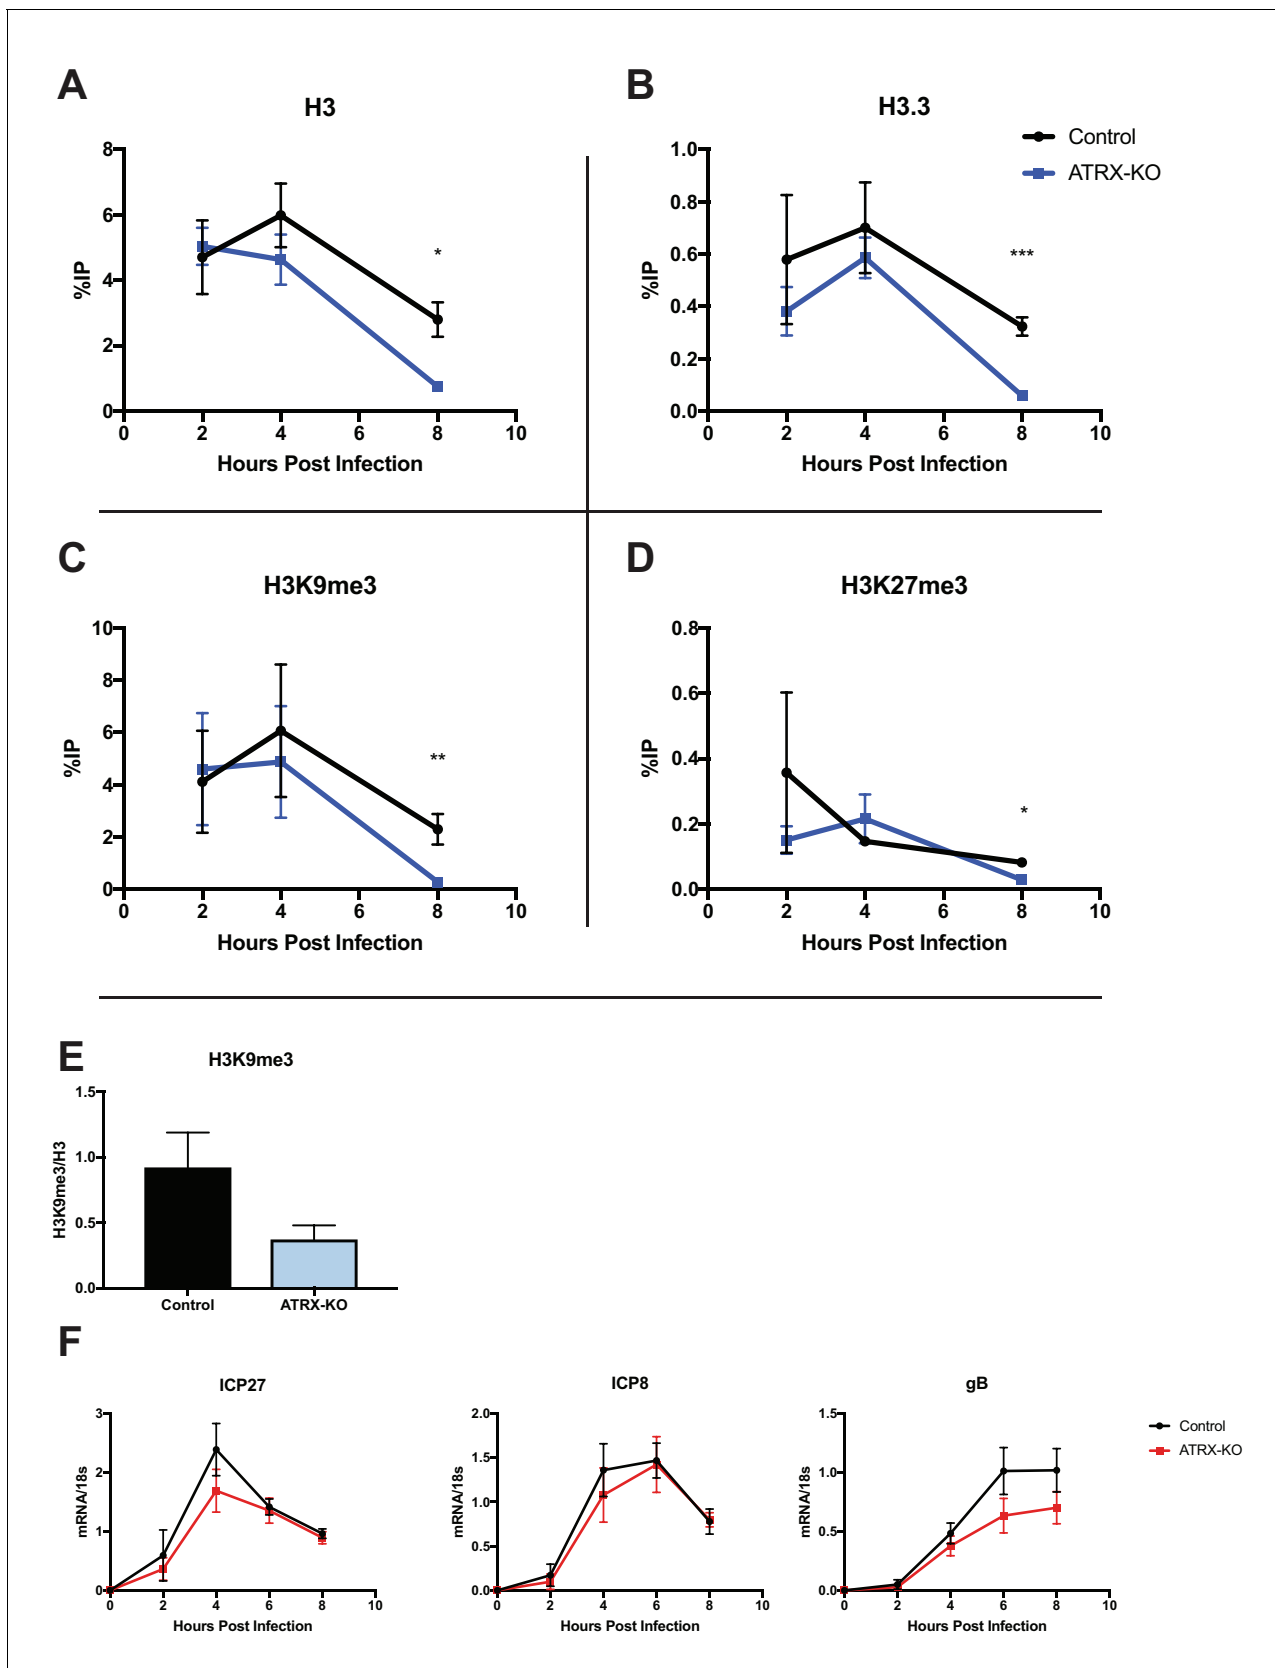 A
H3
%IP
8
6
4
2
0
*
0 2 4 6 8 10
Hours Post Infection
B
H3.3
Control
ATRX-KO
%IP
1.0
0.8
0.6
0.4
0.2
0.0
***
0 2 4 6 8 10
Hours Post Infection
C
H3K9me3
%IP
10
8
6
4
2
0
**
0 2 4 6 8 10
Hours Post Infection
D
H3K27me3
%IP
0.8
0.6
0.4
0.2
0.0
*
0 2 4 6 8 10
Hours Post Infection
E
H3K9me3
H3K9me3/H3
1.5
1.0
0.5
0.0
Control ATRX-KO
F
ICP27
mRNA/18s
3
2
1
0
0 2 4 6 8 10
Hours Post Infection
ICP8
mRNA/18s
2.0
1.5
1.0
0.5
0.0
0 2 4 6 8 10
Hours Post Infection
gB
mRNA/18s
1.5
1.0
0.5
0.0
0 2 4 6 8 10
Hours Post Infection
Control
ATRX-KO